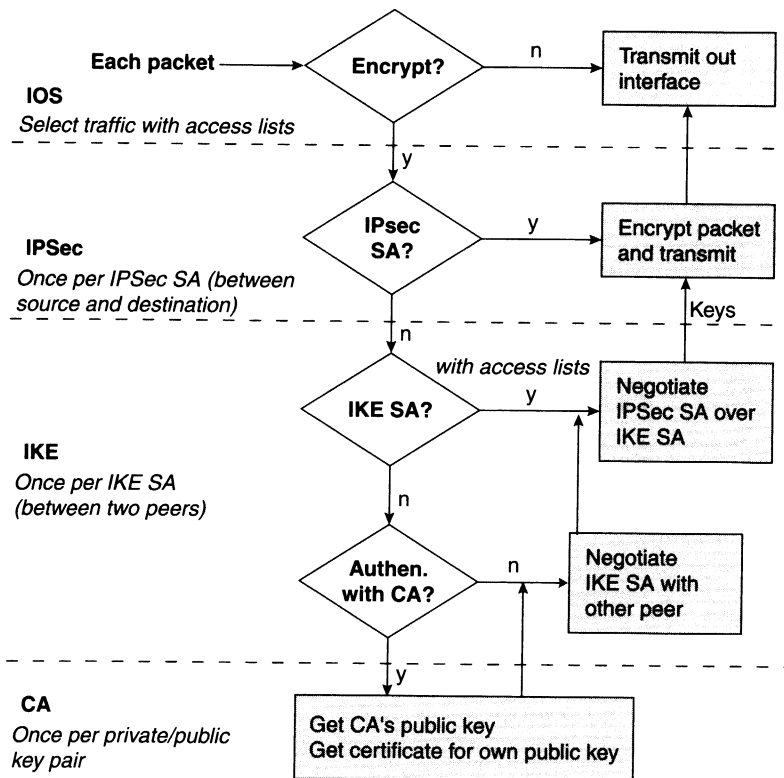 Each packet
Encrypt?
n
Transmit out
interface
IOS
Select traffic with access lists
y
IPsec
SA?
y
Encrypt packet
and transmit
IPSec
Once per IPSec SA (between
source and destination)
n
Keys
with access lists
IKE SA?
y
Negotiate
IPSec SA over
IKE SA
IKE
Once per IKE SA
(between two peers)
n
Authen.
with CA?
n
Negotiate
IKE SA with
other peer
y
CA
Once per private/public
key pair
Get CA's public key
Get certificate for own public key